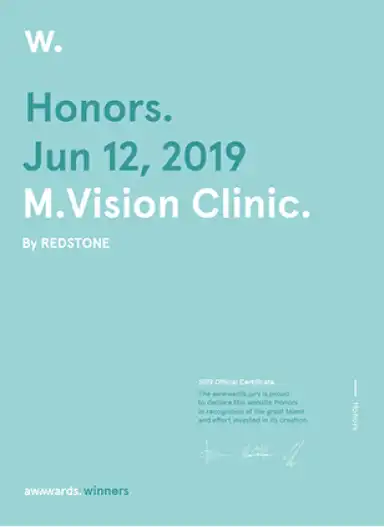 w.
Honors.
Jun 12, 2019
M.Vision Clinic.
By REDSTONE
2019 Official Certificate
The awwwards jury is proud
to declare this website Honors
in recognition of the great talent
and effort invested in its creation.
Honors
awwwards.winners